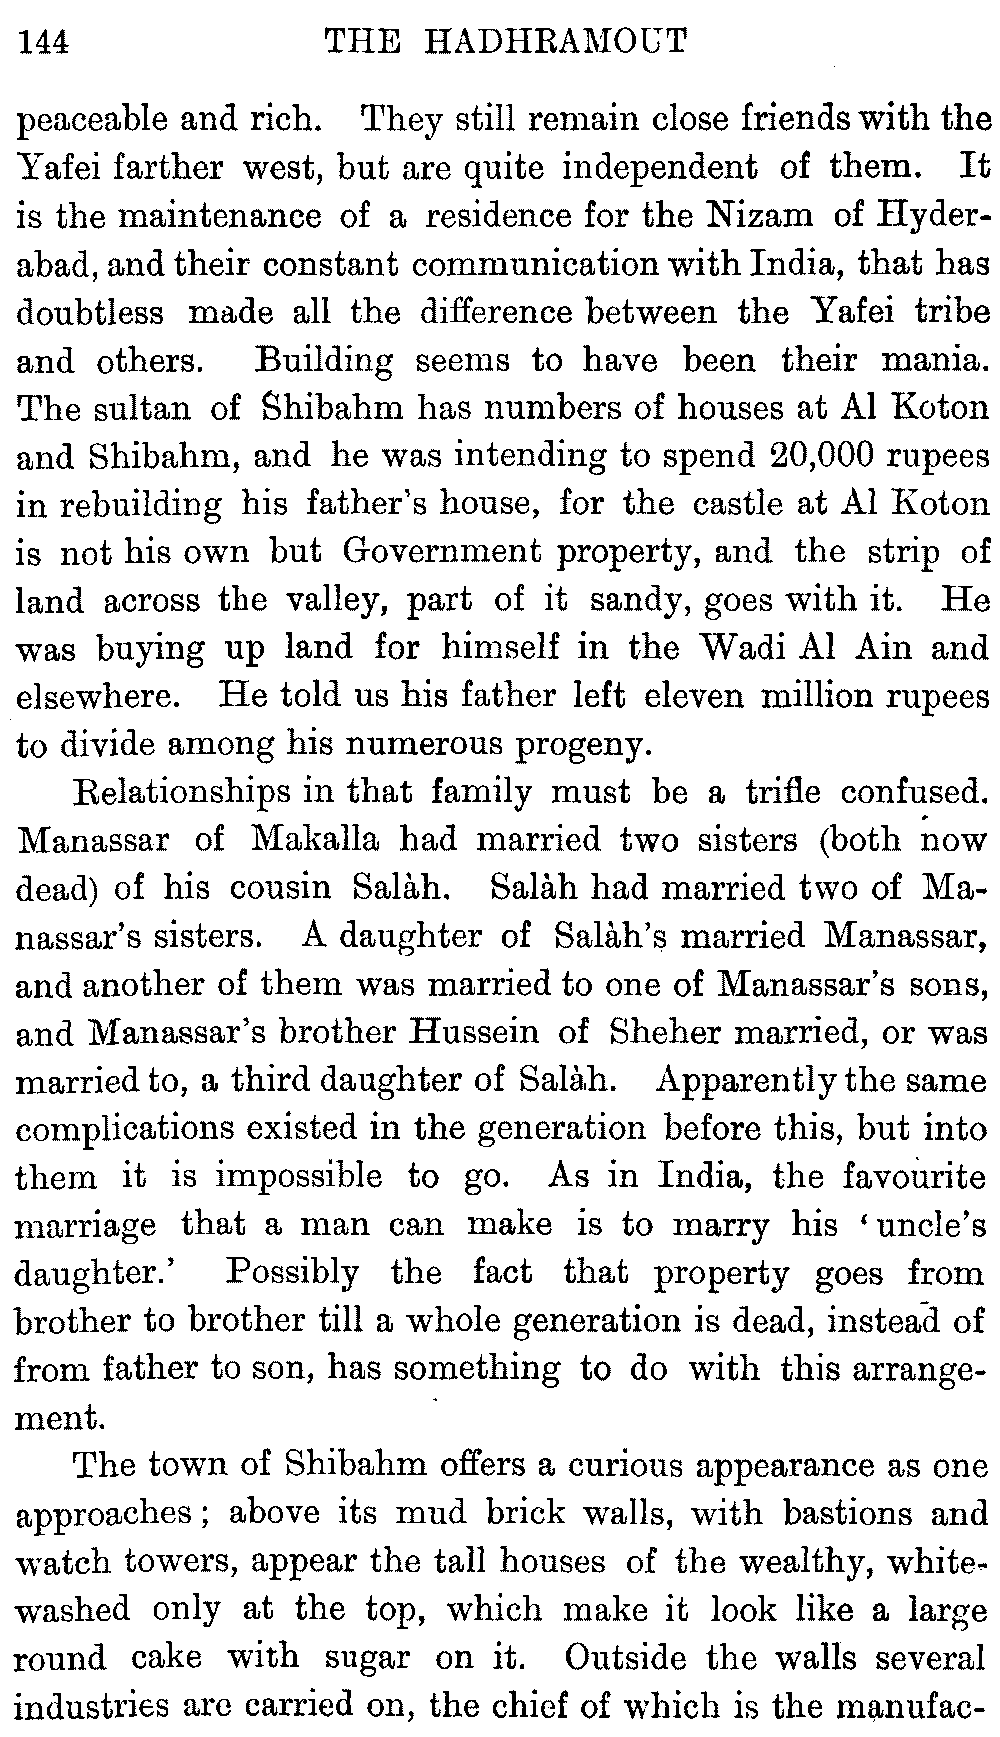 144 THE HADHRAMOUT
peaceable and rich. They still remain close friends with the
Yafei farther west, but are quite independent of them. It
is the maintenance of a residence for the Nizam of Hyder-
abad, and their constant communication with India, that has
doubtless made all the difference between the Yafei tribe
and others. Building seems to have been their mania.
The sultan of Shibahm has numbers of houses at Al Koton
and Shibahm, and he was intending to spend 20,000 rupees
in rebuilding his father's house, for the castle at Al Koton
is not his own but Government property, and the strip of
land across the valley, part of it sandy, goes with it. He
was buying up land for himself in the Wadi Al Ain and
elsewhere. He told us his father left eleven million rupees
to divide among his numerous progeny.
Relationships in that family must be a trifle confused.
Manassar of Makalla had married two sisters (both now
dead) of his cousin Salàh. Salàh had married two of Ma-
nassar's sisters. A daughter of Salàh's married Manassar,
and another of them was married to one of Manassar's sons,
and Manassar's brother Hussein of Sheher married, or was
married to, a third daughter of Salàh. Apparently the same
complications existed in the generation before this, but into
them it is impossible to go. As in India, the favourite
marriage that a man can make is to marry his ‘uncle's
daughter.’ Possibly the fact that property goes from
brother to brother till a whole generation is dead, instead of
from father to son, has something to do with this arrange-
ment.
The town of Shibahm offers a curious appearance as one
approaches; above its mud brick walls, with bastions and
watch towers, appear the tall houses of the wealthy, white-
washed only at the top, which make it look like a large
round cake with sugar on it. Outside the walls several
industries are carried on, the chief of which is the manufac-